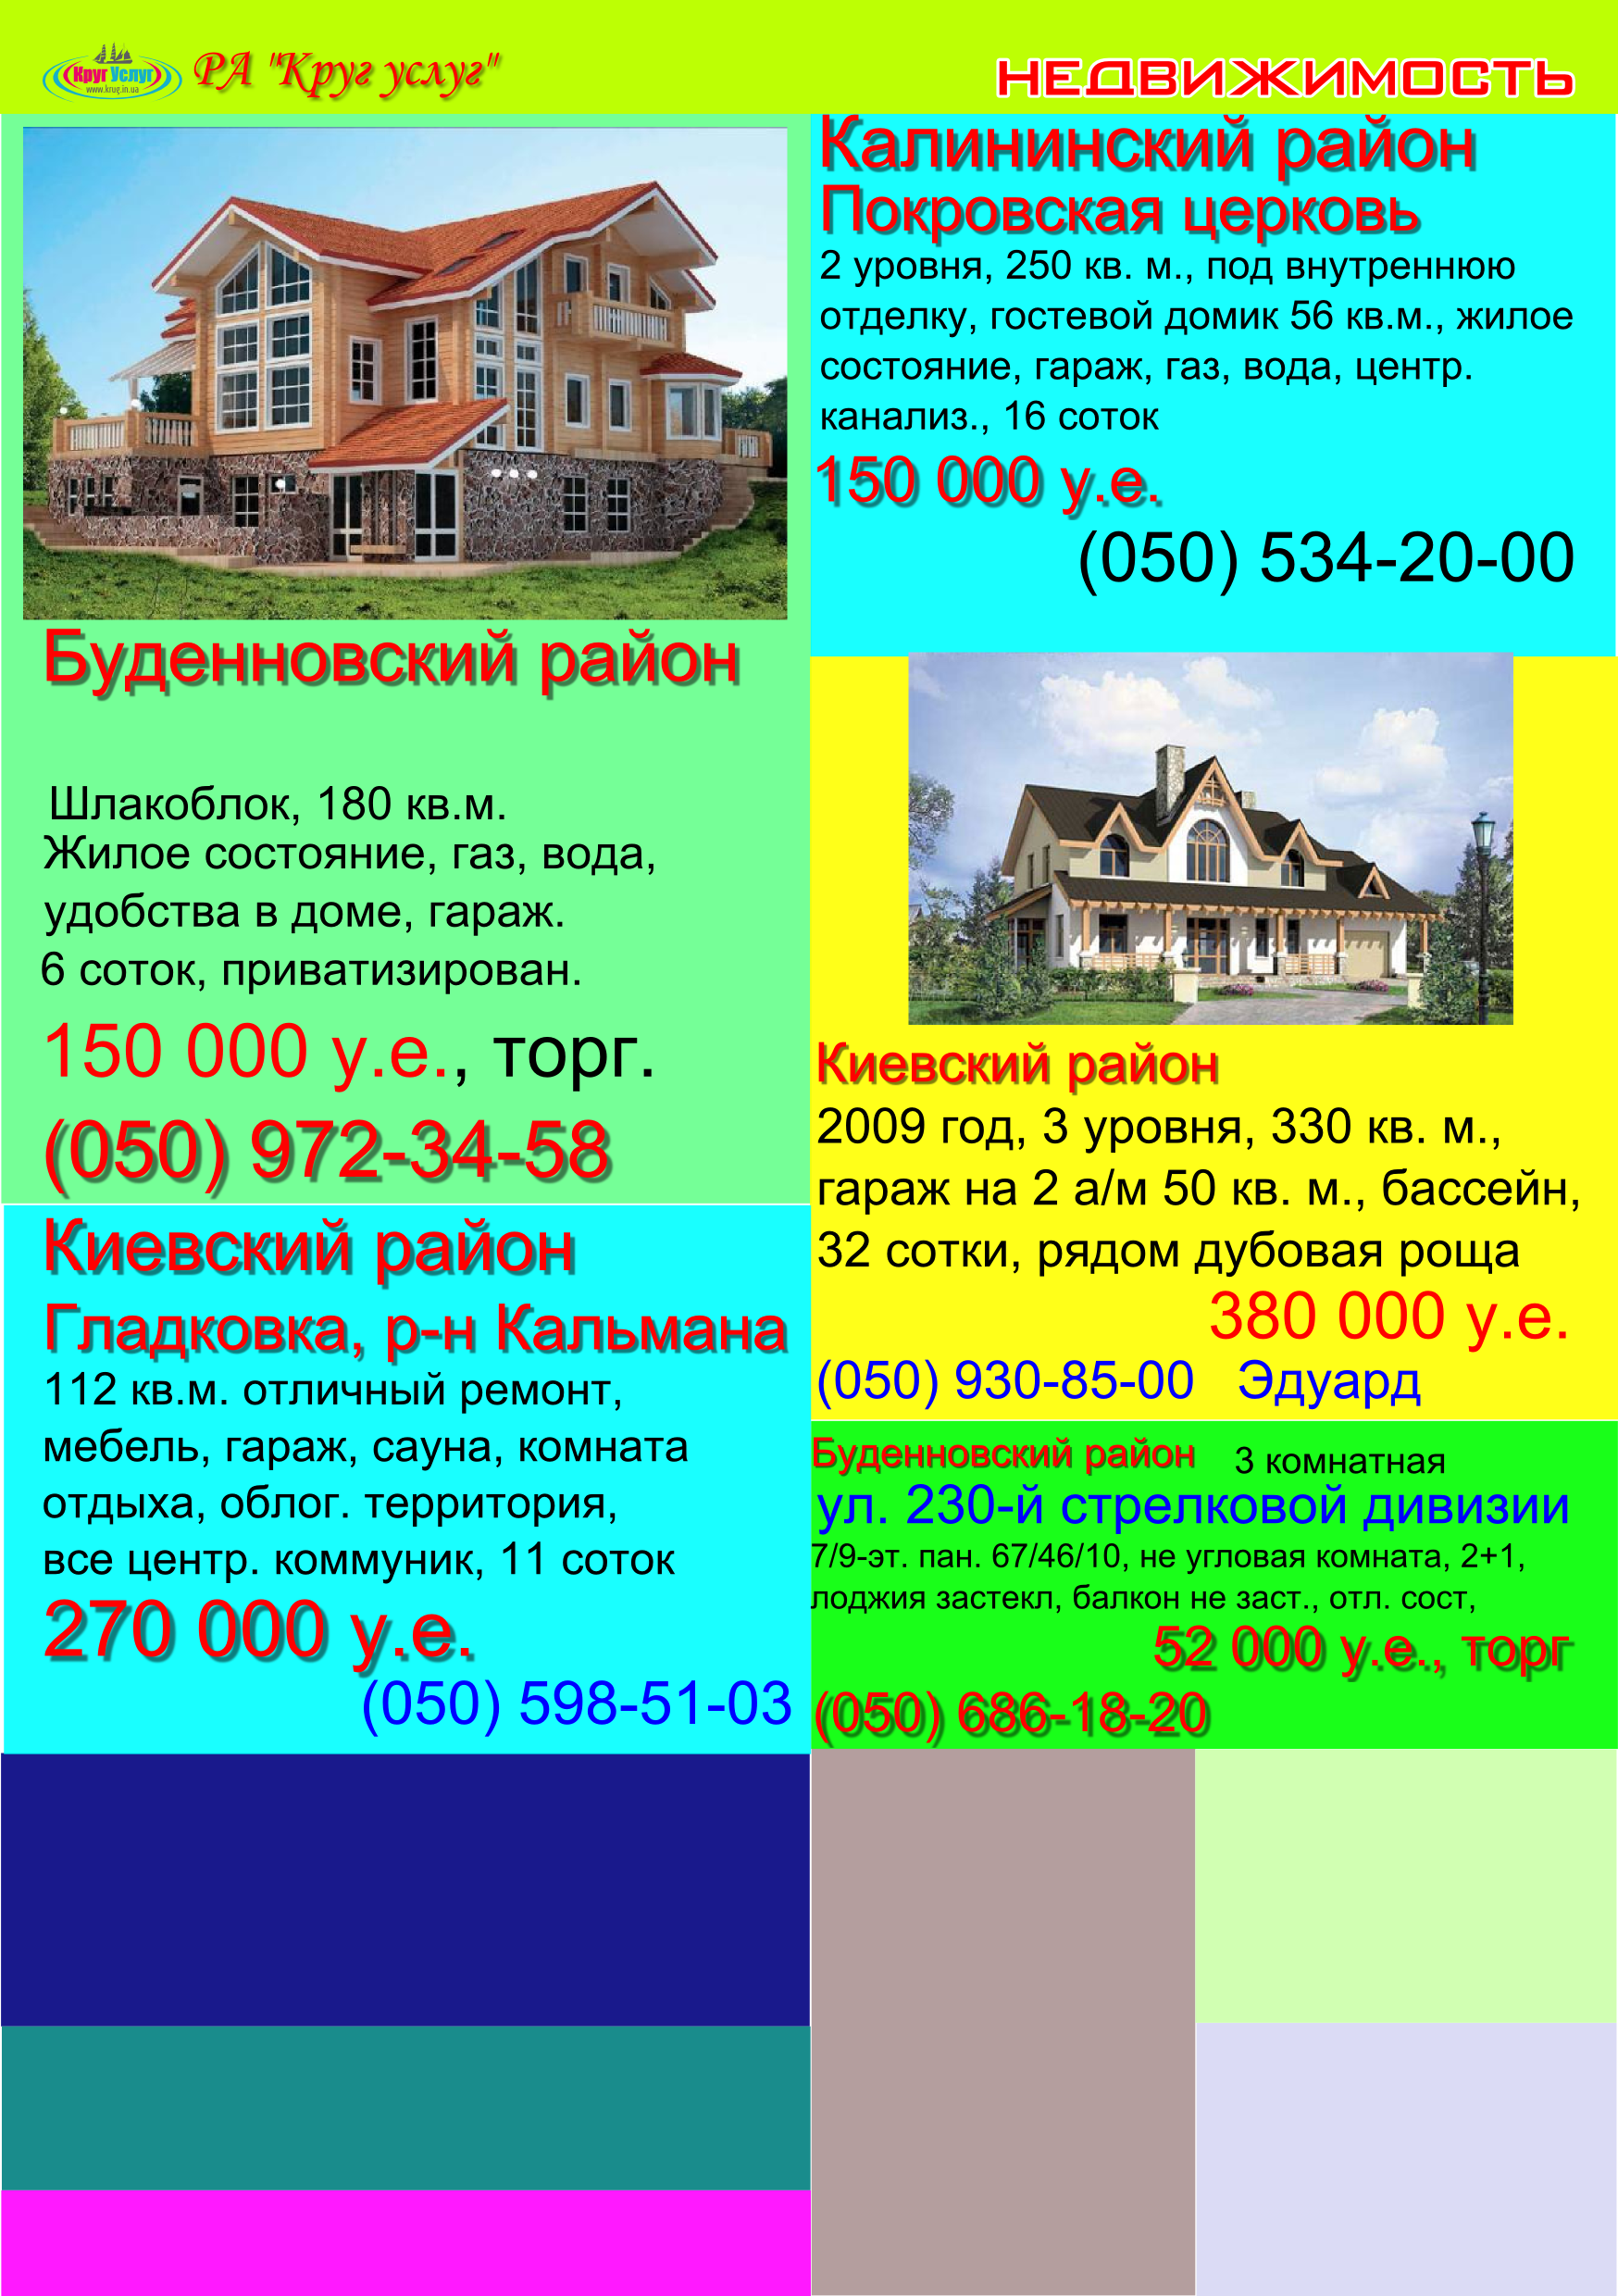 Круг Услуг
www.krug.in.ua
РА "Круг услуг"
НЕДВИЖИМОСТЬ
Буденновский район
Шлакоблок, 180 кв.м.
Жилое состояние, газ, вода,
удобства в доме, гараж.
6 соток, приватизирован.
150 000 у.е., торг.
(050) 972-34-58
Киевский район
Гладковка, р-н Кальмана
112 кв.м. отличный ремонт,
мебель, гараж, сауна, комната
отдыха, облог. территория,
все центр. коммуник, 11 соток
270 000 у.е.
(050) 598-51-03
Калининский район
Покровская церковь
2 уровня, 250 кв. м., под внутреннюю
отделку, гостевой домик 56 кв.м., жилое
состояние, гараж, газ, вода, центр.
канализ., 16 соток
150 000 у.е.
(050) 534-20-00
Киевский район
2009 год, 3 уровня, 330 кв. м.,
гараж на 2 а/м 50 кв. м., бассейн,
32 сотки, рядом дубовая роща
380 000 у.е.
(050) 930-85-00 Эдуард
Буденновский район 3 комнатная
ул. 230-й стрелковой дивизии
7/9-эт. пан. 67/46/10, не угловая комната, 2+1,
лоджия застекл, балкон не заст., отл. сост,
52 000 у.е., торг
(050) 686-18-20